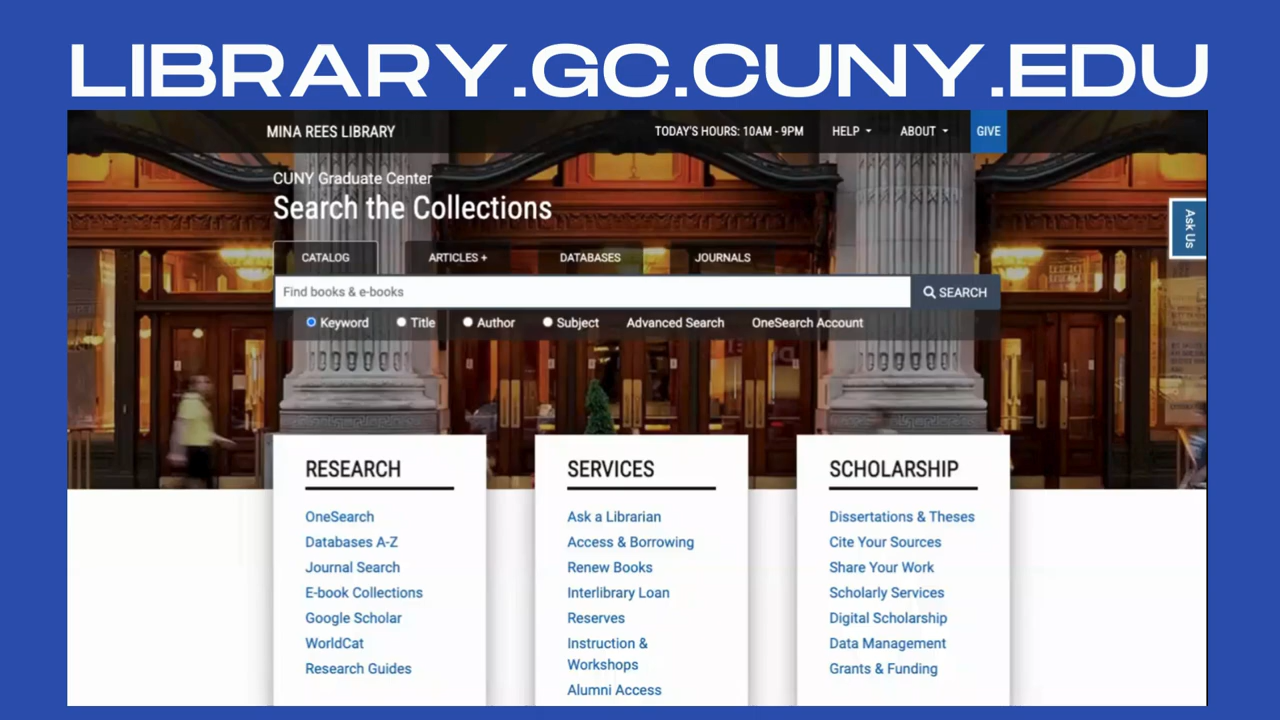 LIBRARY.GC.CUNY.EDU
MINA REES LIBRARY
TODAY'S HOURS: 10AM - 9PM
HELP
ABOUT
GIVE
CUNY Graduate Center
Search the Collections
Ask Us
CATALOG
ARTICLES +
DATABASES
JOURNALS
Find books & e-books
SEARCH
Keyword
Title
Author
Subject
Advanced Search
OneSearch Account
RESEARCH
OneSearch
Databases A-Z
Journal Search
E-book Collections
Google Scholar
WorldCat
Research Guides
SERVICES
Ask a Librarian
Access & Borrowing
Renew Books
Interlibrary Loan
Reserves
Instruction &
Workshops
Alumni Access
SCHOLARSHIP
Dissertations & Theses
Cite Your Sources
Share Your Work
Scholarly Services
Digital Scholarship
Data Management
Grants & Funding